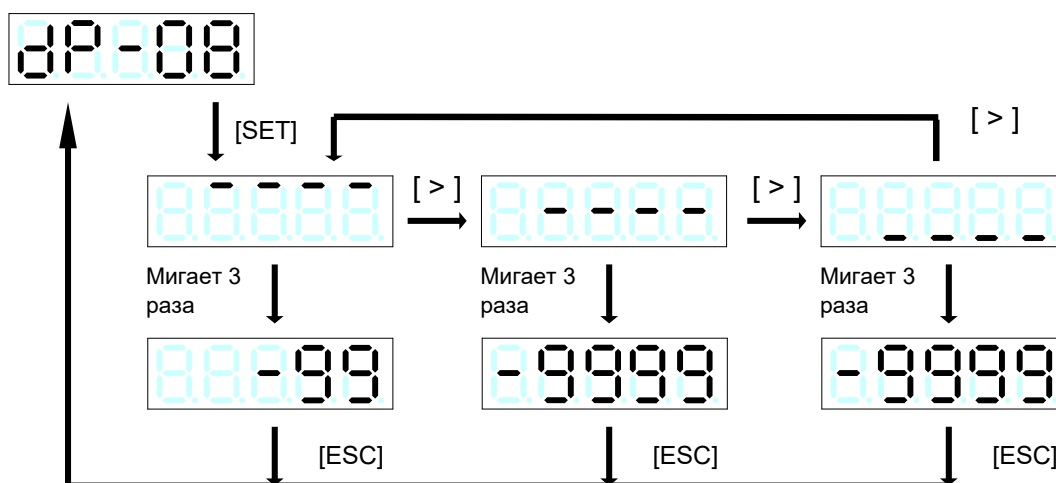 dP-08
[SET]
[ > ]
----
[ > ]
----
[ > ]
----
Мигает 3
раза
Мигает 3
раза
Мигает 3
раза
-99
-9999
-9999
[ESC]
[ESC]
[ESC]